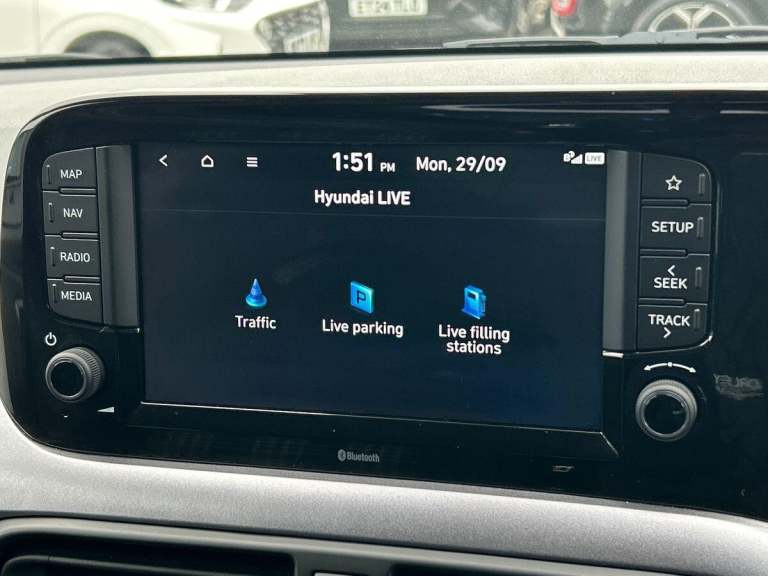 MAP
NAV
RADIO
MEDIA
1:51 PM Mon, 29/09
LIVE
Hyundai LIVE
P
Traffic
Live parking
Live filling
stations
SETUP
SEEK
TRACK
Bluetooth